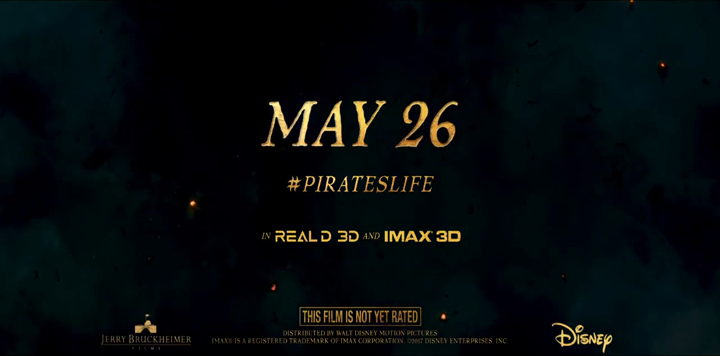 MAY 26
#PIRATESLIFE
IN REALD 3D AND IMAX® 3D
THIS FILM IS NOT YET RATED
DISTRIBUTED BY WALT DISNEY MOTION PICTURES
IMAX® IS A REGISTERED TRADEMARK OF IMAX CORPORATION. ©2017 DISNEY ENTERPRISES, INC.
JERRY BRUCKHEIMER
FILMS
Disney